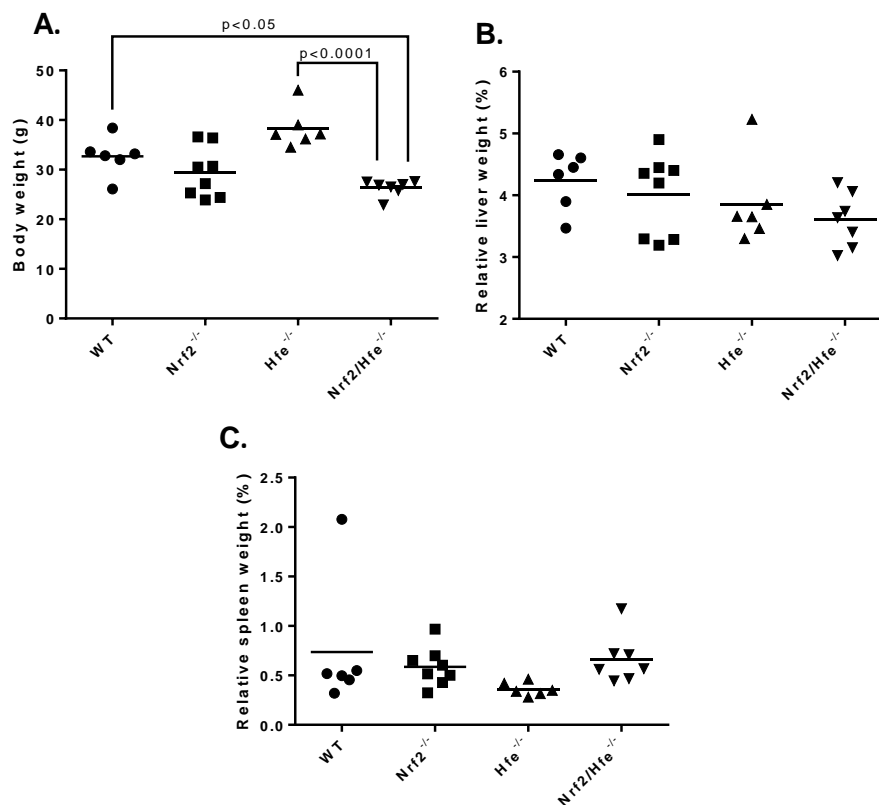 A.
p<0.05
p<0.0001
Body weight (g)
50
40
30
20
10
0
WT
Nrf2-/-
Hfe-/-
Nrf2/Hfe-/-
B.
Relative liver weight (%)
6
5
4
3
2
WT
Nrf2-/-
Hfe-/-
Nrf2/Hfe-/-
C.
Relative spleen weight (%)
2.5
2.0
1.5
1.0
0.5
0.0
WT
Nrf2-/-
Hfe-/-
Nrf2/Hfe-/-